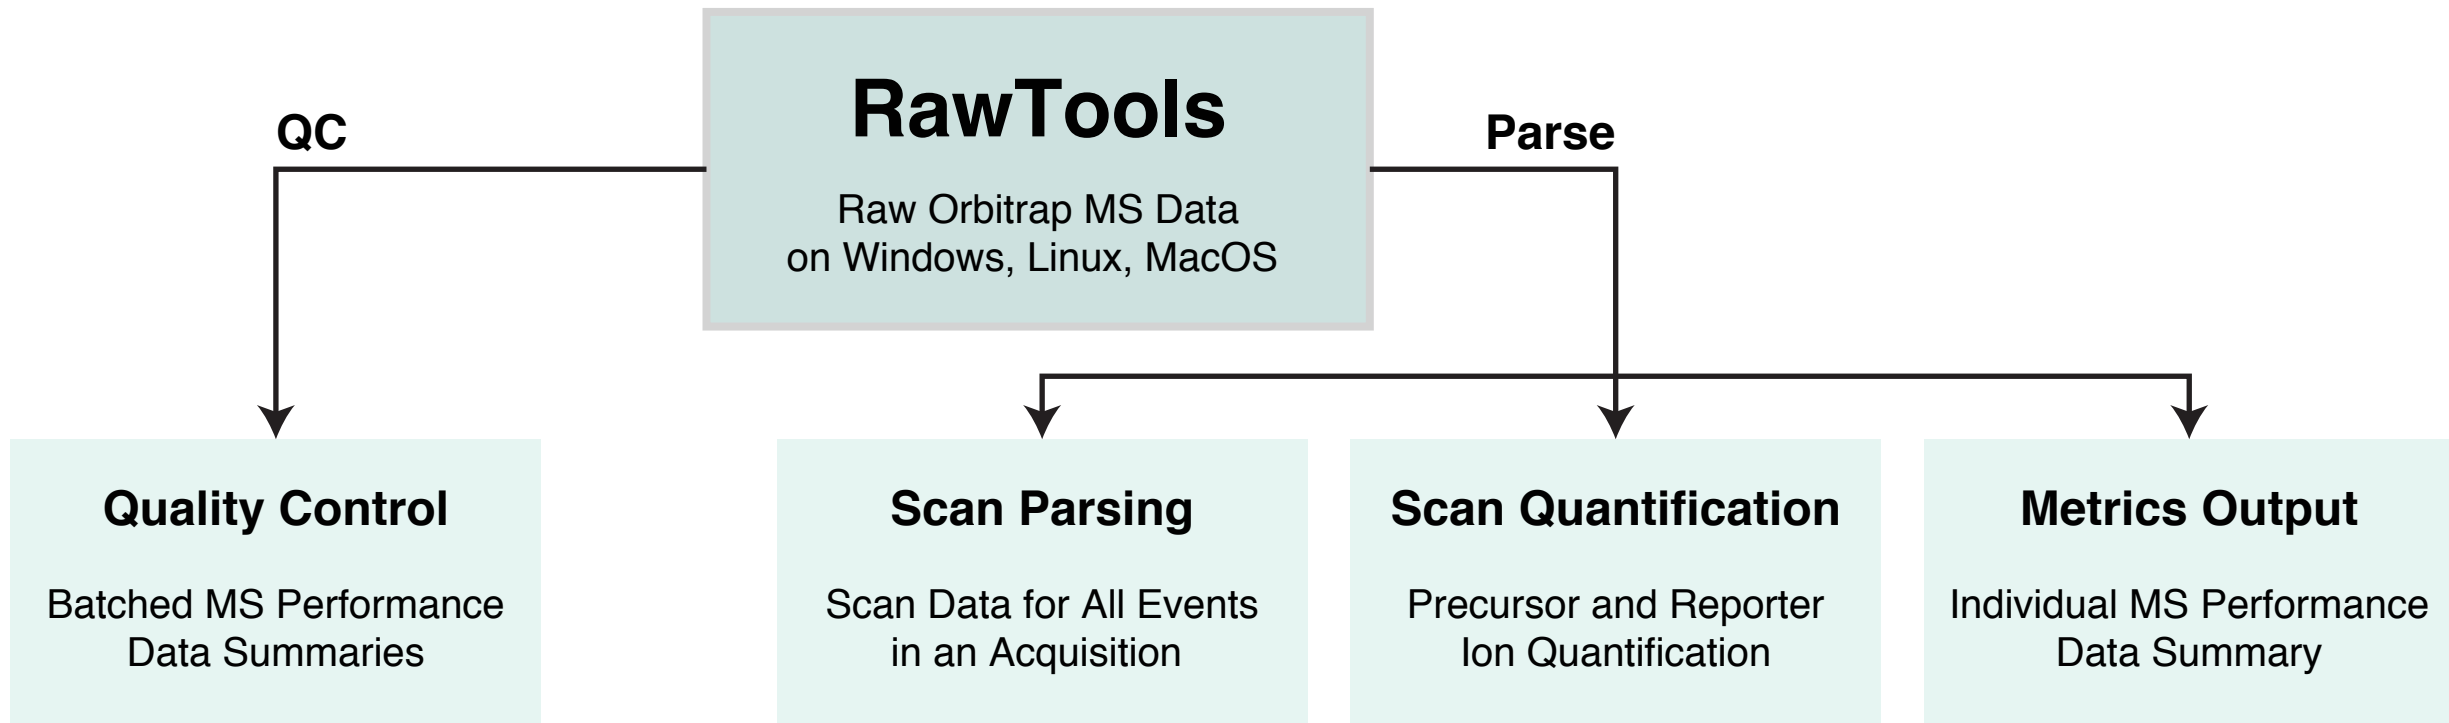 RawTools
Raw Orbitrap MS Data
on Windows, Linux, MacOS
QC
Parse
Quality Control
Batched MS Performance
Data Summaries
Scan Parsing
Scan Data for All Events
in an Acquisition
Scan Quantification
Precursor and Reporter
Ion Quantification
Metrics Output
Individual MS Performance
Data Summary